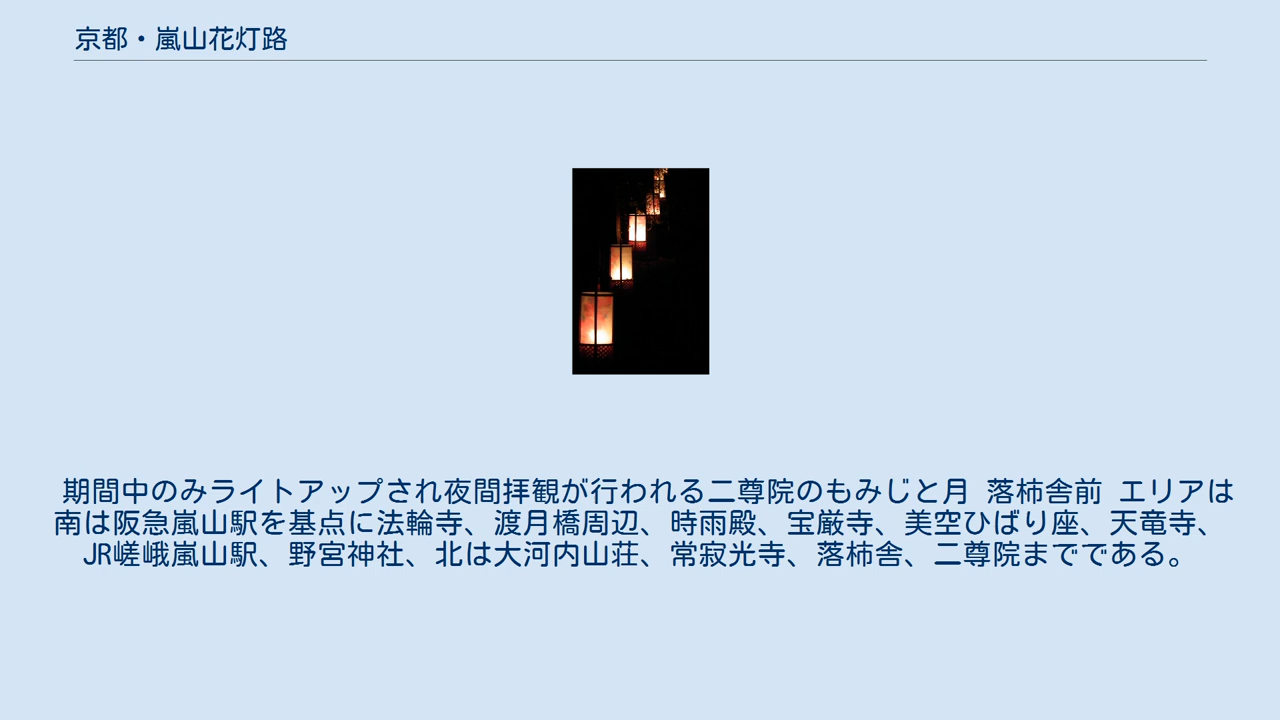 京都・嵐山花灯路
期間中のみライトアップされ夜間拝観が行われる二尊院のもみじと月 落柿舎前 エリアは
南は阪急嵐山駅を基点に法輪寺、渡月橋周辺、時雨殿、宝厳寺、美空ひばり座、天竜寺、
JR嵯峨嵐山駅、野宮神社、北は大河内山荘、常寂光寺、落柿舎、二尊院までである。